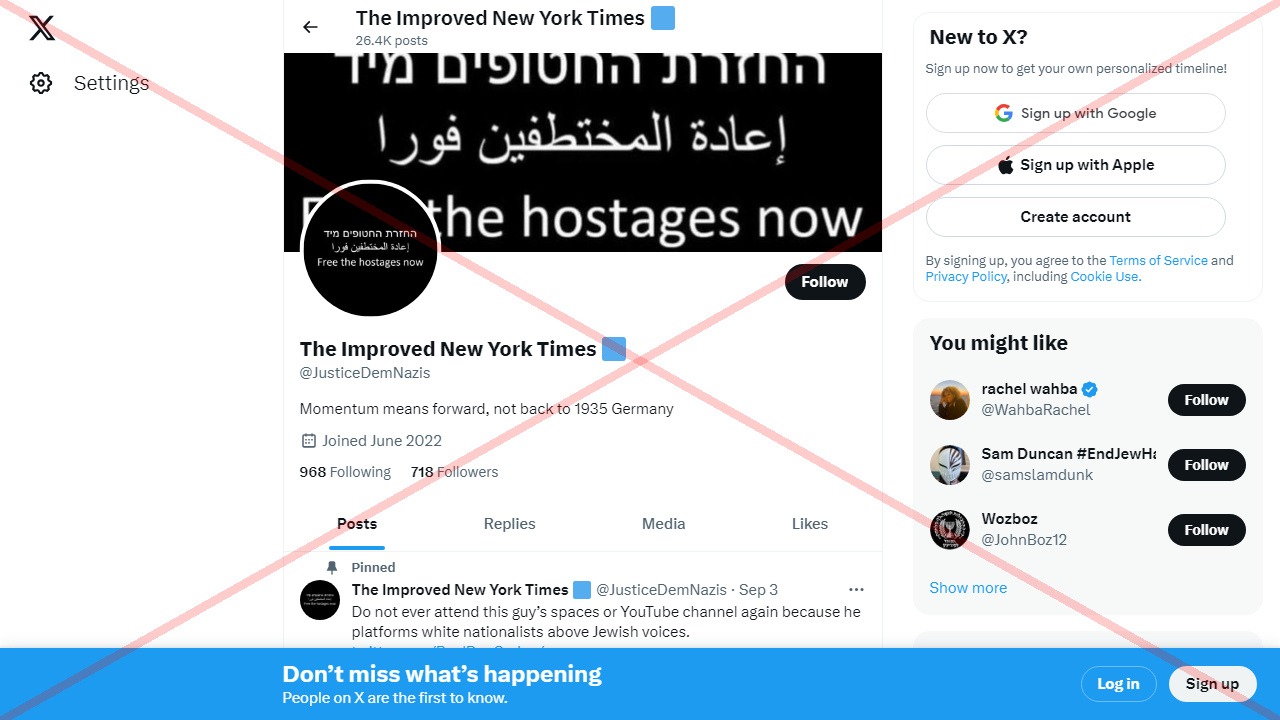 Settings
The Improved New York Times
26.4K posts
החזרת החטופים מיד
إعادة المختطفين فورا
the hostages now
החזרת החטופים מיד
إعادة المختطفين فورا
Free the hostages now
Follow
The Improved New York Times
@JusticeDemNazis
Momentum means forward, not back to 1935 Germany
Joined June 2022
968 Following 718 Followers
Posts Replies Media Likes
Pinned
The Improved New York Times @JusticeDemNazis · Sep 3
Do not ever attend this guy’s spaces or YouTube channel again because he
platforms white nationalists above Jewish voices.
New to X?
Sign up now to get your own personalized timeline!
Sign up with Google
Sign up with Apple
Create account
By signing up, you agree to the Terms of Service and
Privacy Policy, including Cookie Use.
You might like
rachel wahba
@WahbaRachel
Follow
Sam Duncan #EndJewHa
@samslamdunk
Follow
Wozboz
@JohnBoz12
Follow
Show more
Don’t miss what’s happening
People on X are the first to know.
Log in
Sign up